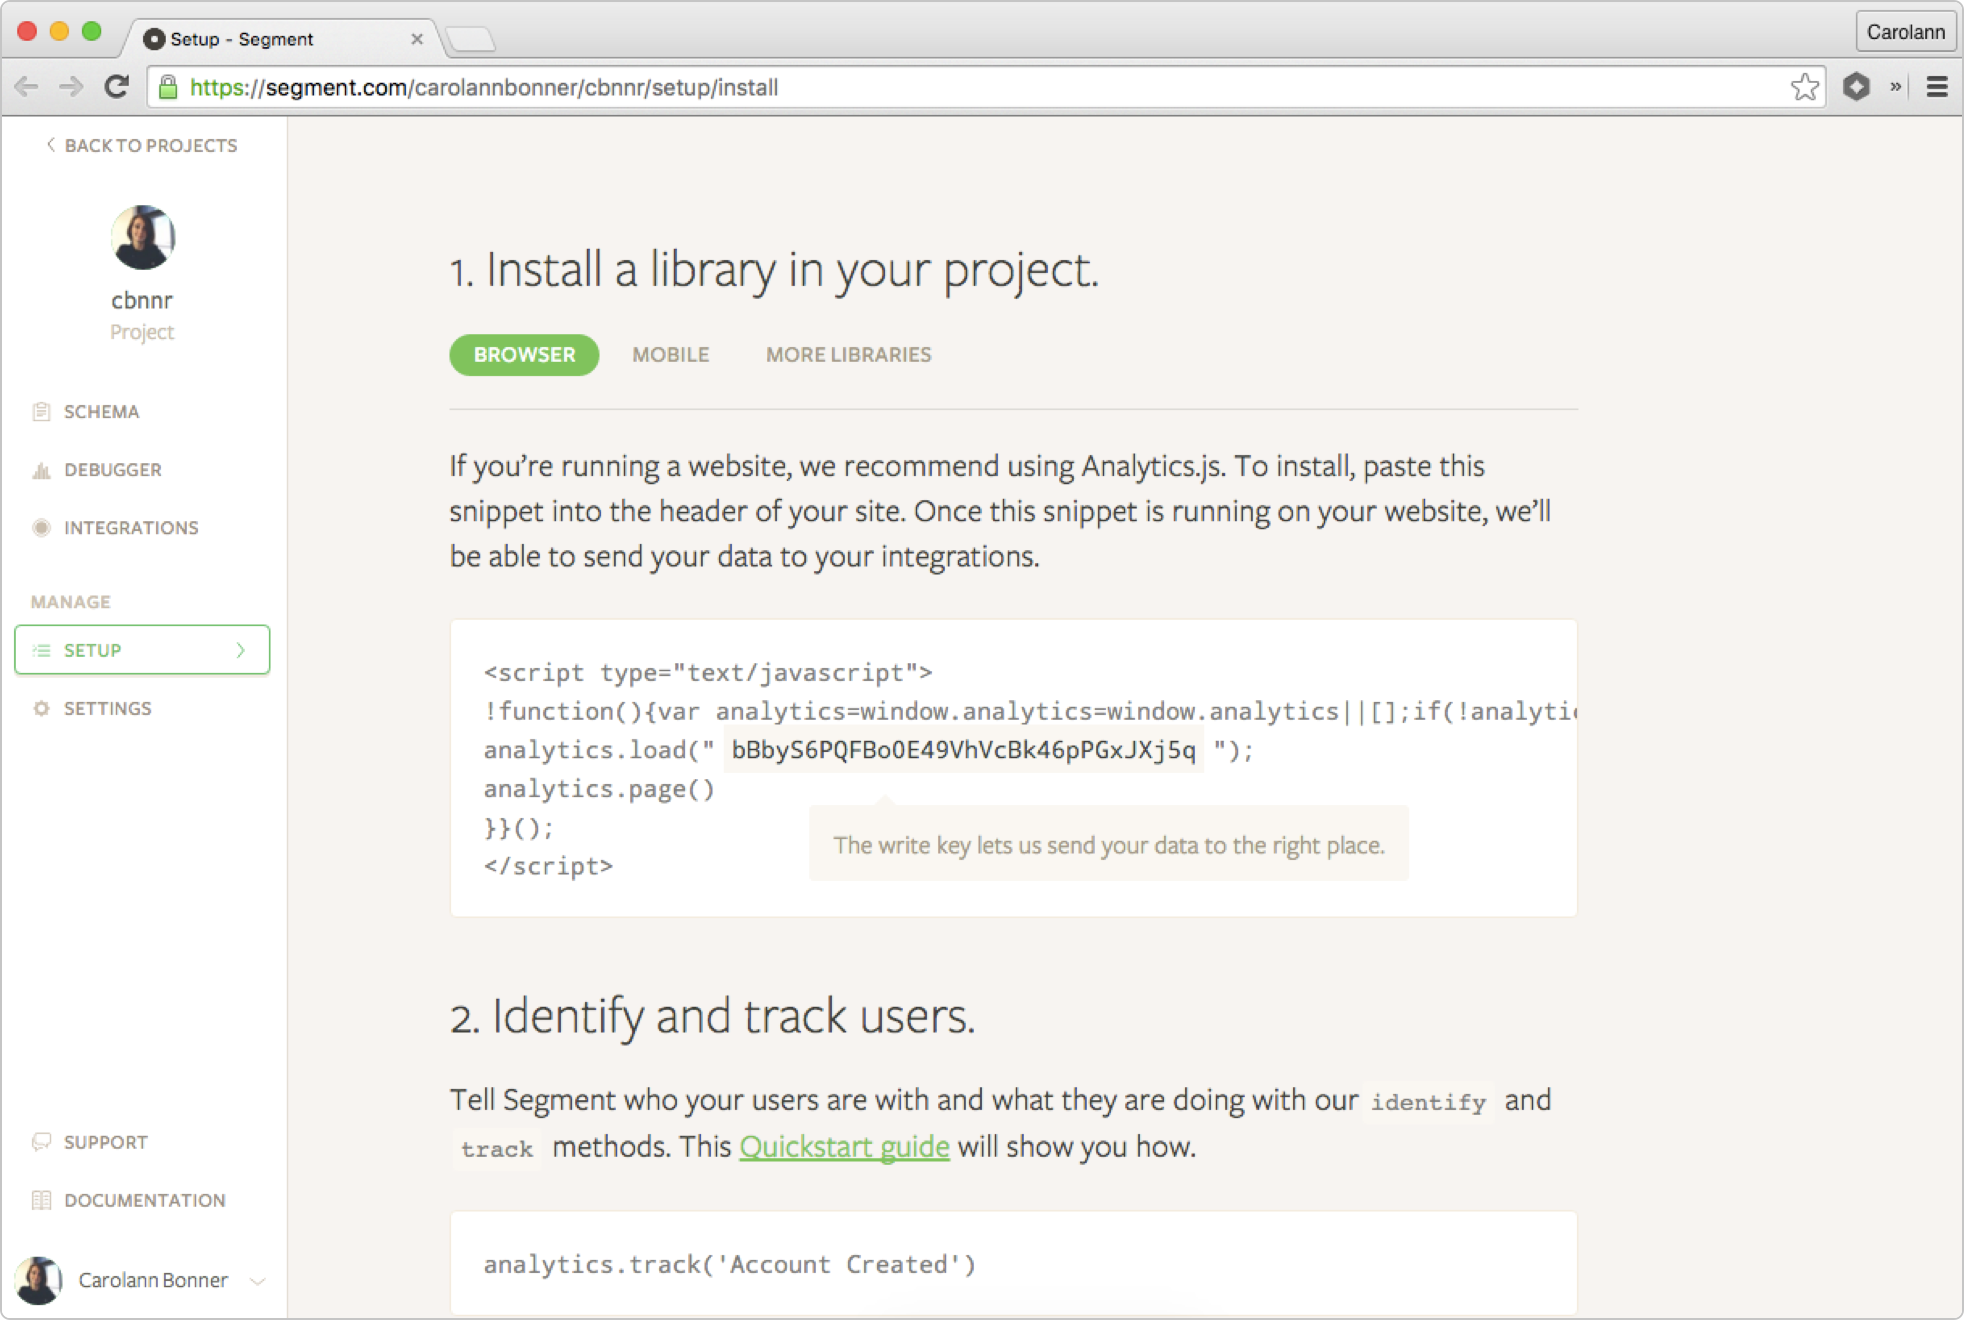 Setup - Segment
Carolann
https://segment.com/carolannbonner/cbnnr/setup/install
BACK TO PROJECTS
cbnnr
Project
SCHEMA
DEBUGGER
INTEGRATIONS
MANAGE
SETUP
SETTINGS
SUPPORT
DOCUMENTATION
Carolann Bonner
1. Install a library in your project.
BROWSER MOBILE MORE LIBRARIES
If you’re running a website, we recommend using Analytics.js. To install, paste this
snippet into the header of your site. Once this snippet is running on your website, we’ll
be able to send your data to your integrations.
<script type="text/javascript">
!function(){var analytics=window.analytics=window.analytics||[];if(!analytic
analytics.load(" bBbyS6PQFBo0E49VhVcBk46pPGxJXj5q ");
analytics.page()
}}();
</script>
The write key lets us send your data to the right place.
2. Identify and track users.
Tell Segment who your users are with and what they are doing with our identify and
track methods. This Quickstart guide will show you how.
analytics.track('Account Created')